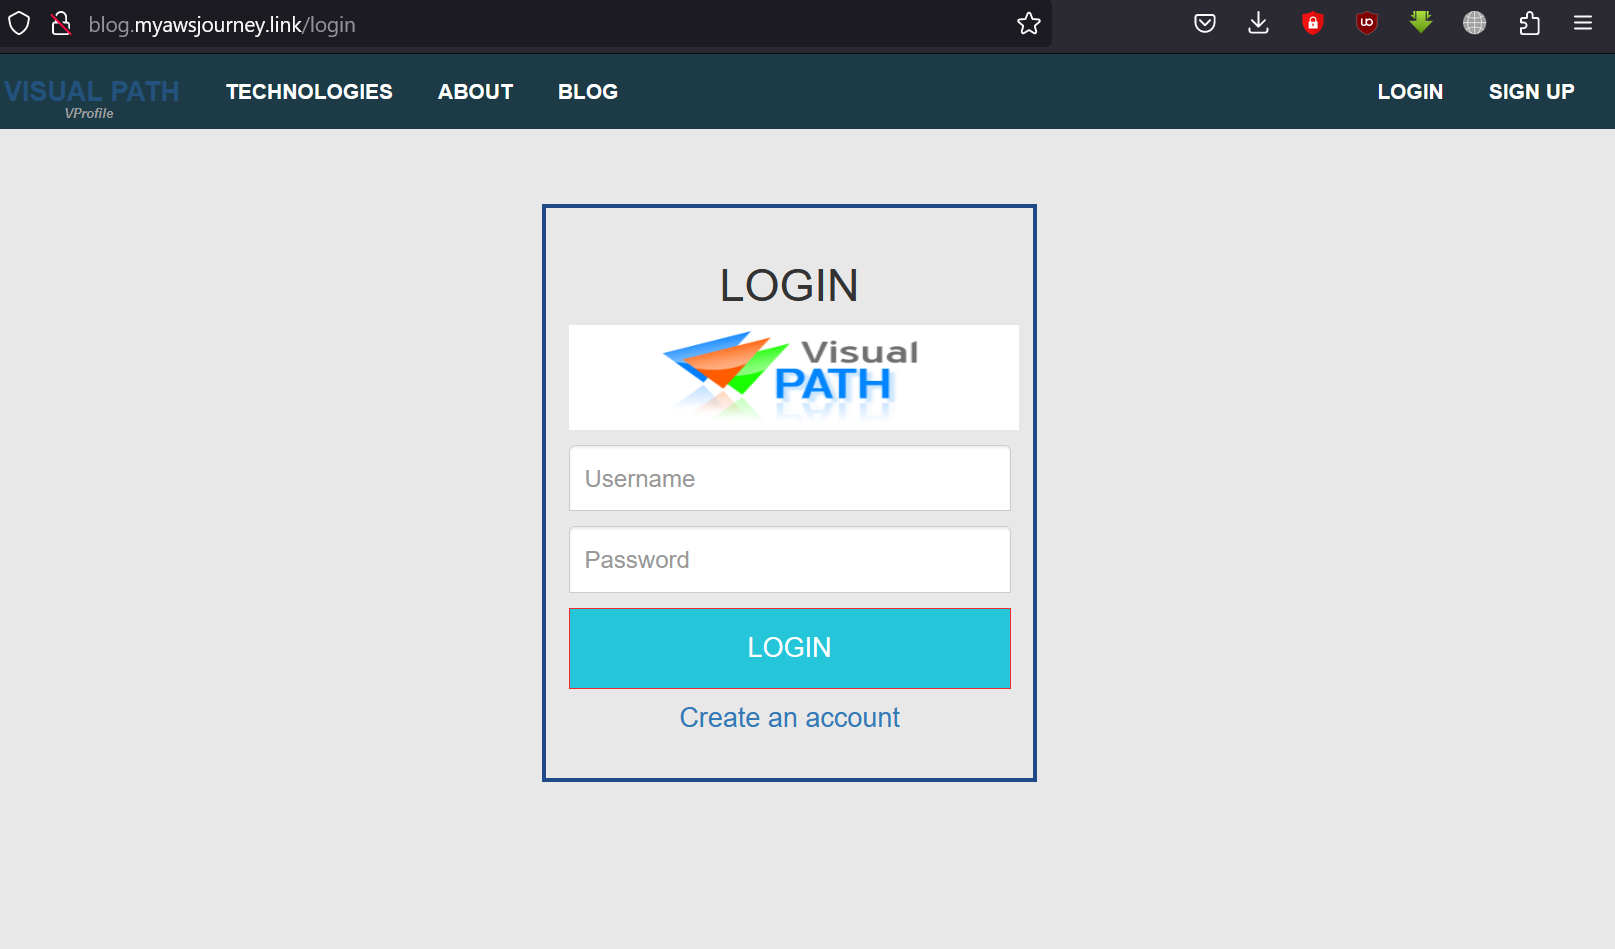 blog.myawsjourney.link/login
VISUAL PATH
VProfile
TECHNOLOGIES ABOUT BLOG LOGIN SIGN UP
LOGIN
Visual
PATH
Username
Password
LOGIN
Create an account